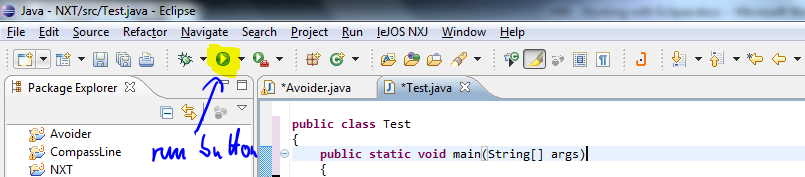 Java - NXT/src/Test.java - Eclipse
File Edit Source Refactor Navigate Search Project Run leJOS NXJ Window Help
Package Explorer
*Avoider.java
*Test.java
Avoider
CompassLine
NXT
run button
public class Test
{
public static void main(String[] args)
{